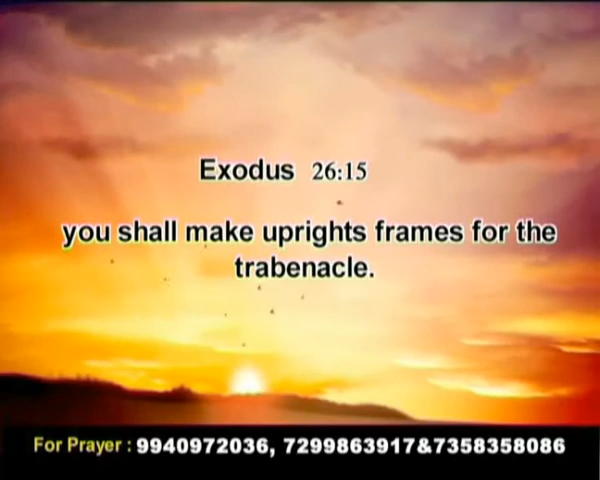 Exodus 26:15
you shall make uprights frames for the
trabenacle.
For Prayer : 9940972036, 7299863917&7358358086